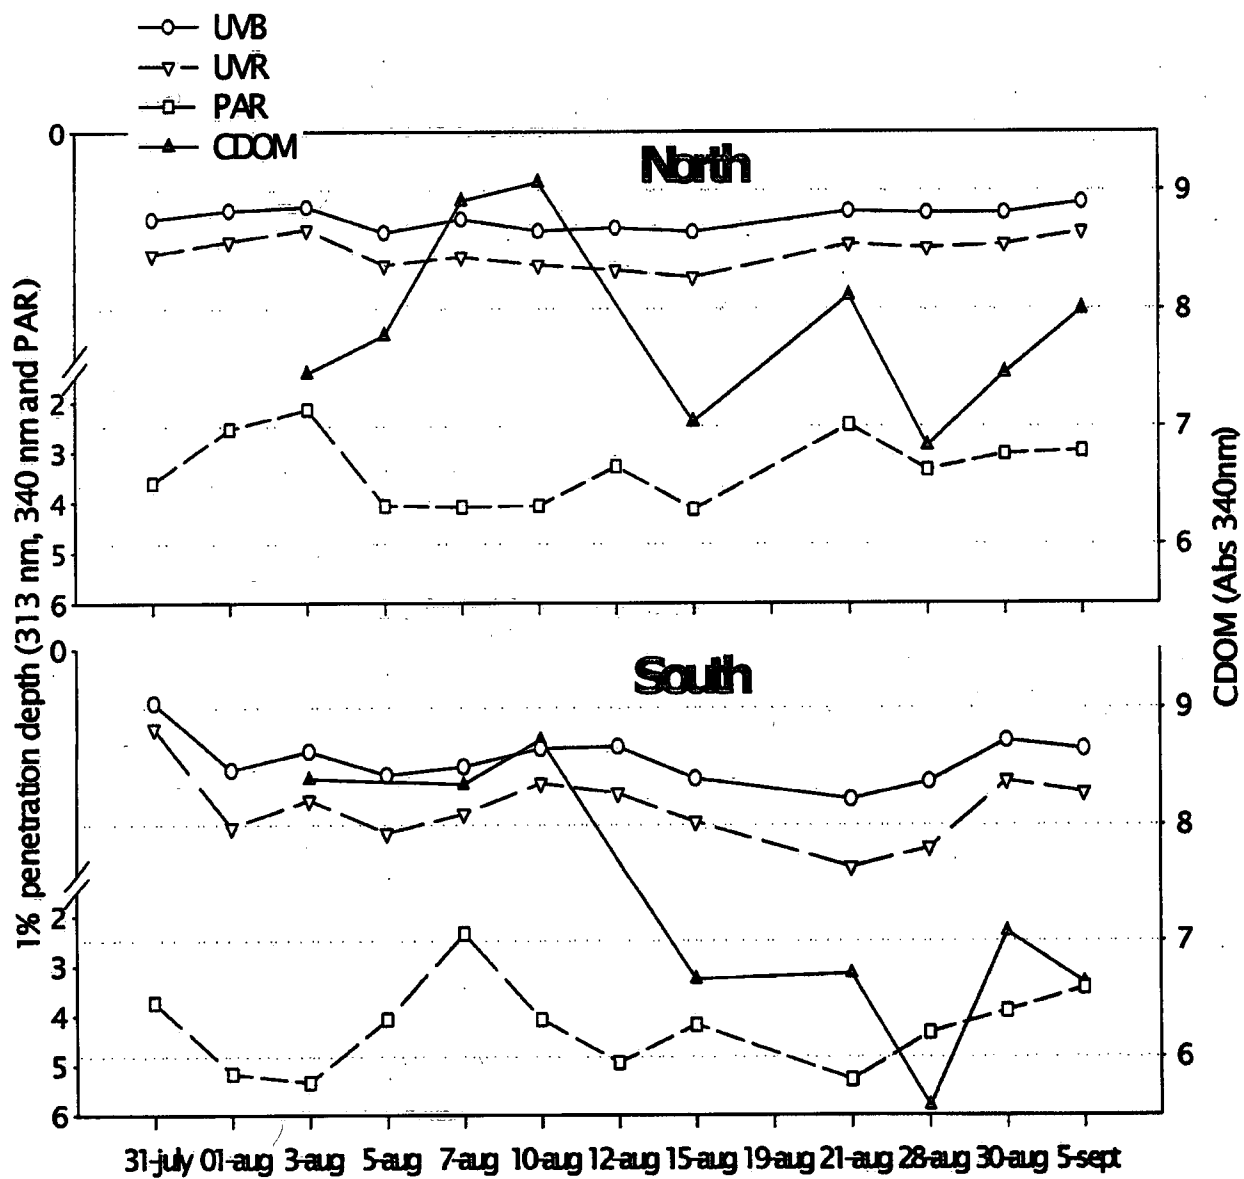 UVB
UVR
PAR
CDOM
North
0
2
3
4
5
6
9
8
7
6
South
0
2
3
4
5
6
9
8
7
6
1% penetration depth (313 nm, 340 nm and PAR)
CDOM (Abs 340nm)
31-july 01-aug 3-aug 5-aug 7-aug 10-aug 12-aug 15-aug 19-aug 21-aug 28-aug 30-aug 5-sept